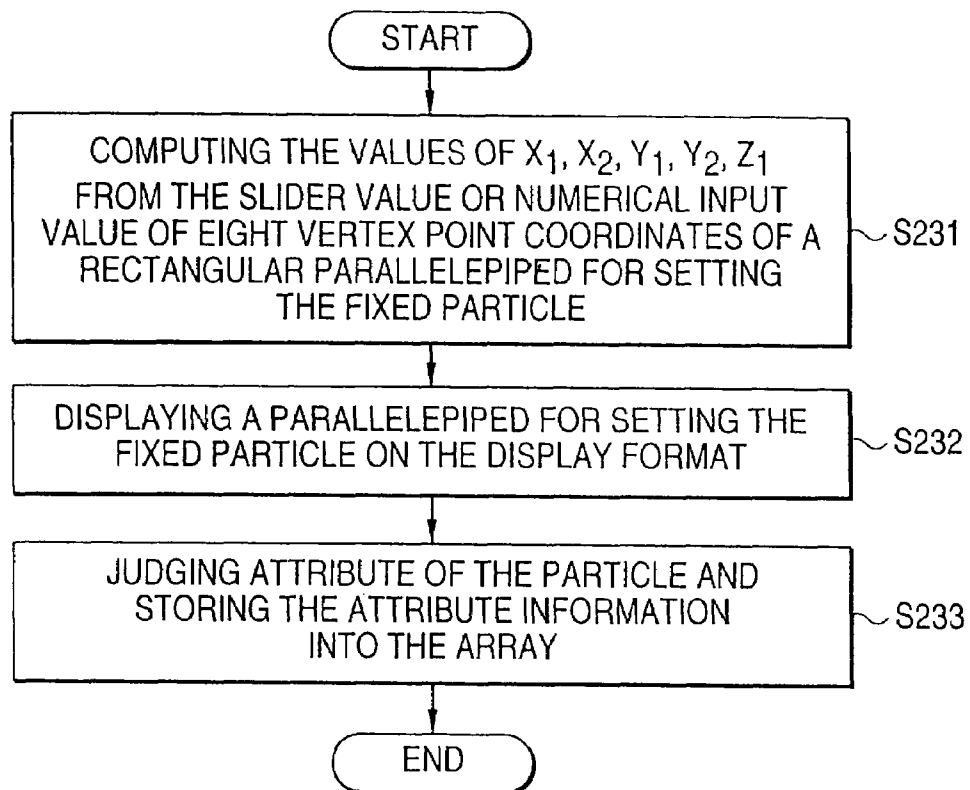 START
COMPUTING THE VALUES OF X1, X2, Y1, Y2, Z1
FROM THE SLIDER VALUE OR NUMERICAL INPUT
VALUE OF EIGHT VERTEX POINT COORDINATES OF A
RECTANGULAR PARALLELEPIPED FOR SETTING
THE FIXED PARTICLE
S231
DISPLAYING A PARALLELEPIPED FOR SETTING THE
FIXED PARTICLE ON THE DISPLAY FORMAT
S232
JUDGING ATTRIBUTE OF THE PARTICLE AND
STORING THE ATTRIBUTE INFORMATION
INTO THE ARRAY
S233
END